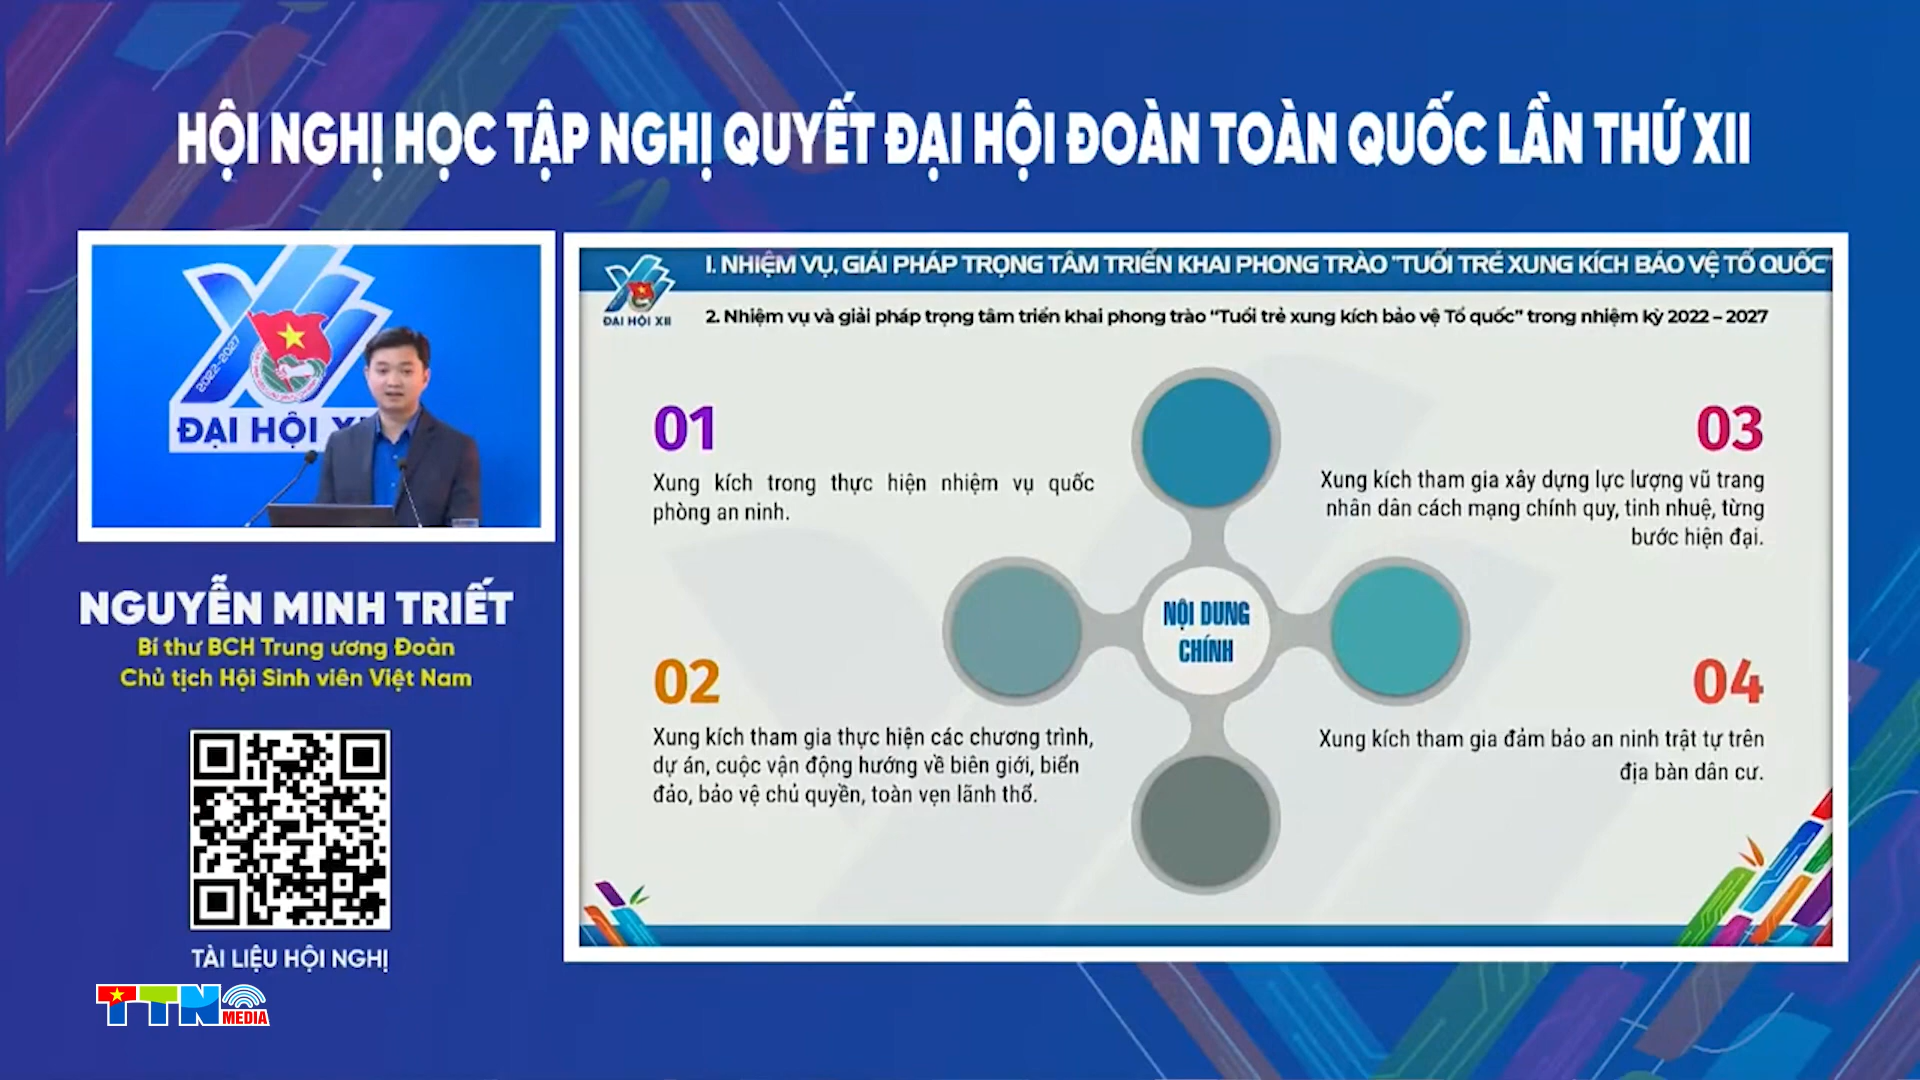 HỘI NGHỊ HỌC TẬP NGHỊ QUYẾT ĐẠI HỘI ĐOÀN TOÀN QUỐC LẦN THỨ XII
2022-2027
ĐẠI HỘI
NGUYỄN MINH TRIẾT
Bí thư BCH Trung ương Đoàn
Chủ tịch Hội Sinh viên Việt Nam
TÀI LIỆU HỘI NGHỊ
TTN
MEDIA
I. NHIỆM VỤ, GIẢI PHÁP TRỌNG TÂM TRIỂN KHAI PHONG TRÀO "TUỔI TRẺ XUNG KÍCH BẢO VỆ TỔ QUỐC"
ĐẠI HỘI XII
2. Nhiệm vụ và giải pháp trọng tâm triển khai phong trào “Tuổi trẻ xung kích bảo vệ Tổ quốc” trong nhiệm kỳ 2022 – 2027
01
Xung kích trong thực hiện nhiệm vụ quốc
phòng an ninh.
02
Xung kích tham gia thực hiện các chương trình,
dự án, cuộc vận động hướng về biên giới, biển
đảo, bảo vệ chủ quyền, toàn vẹn lãnh thổ.
NỘI DUNG
CHÍNH
03
Xung kích tham gia xây dựng lực lượng vũ trang
nhân dân cách mạng chính quy, tinh nhuệ, từng
bước hiện đại.
04
Xung kích tham gia đảm bảo an ninh trật tự trên
địa bàn dân cư.